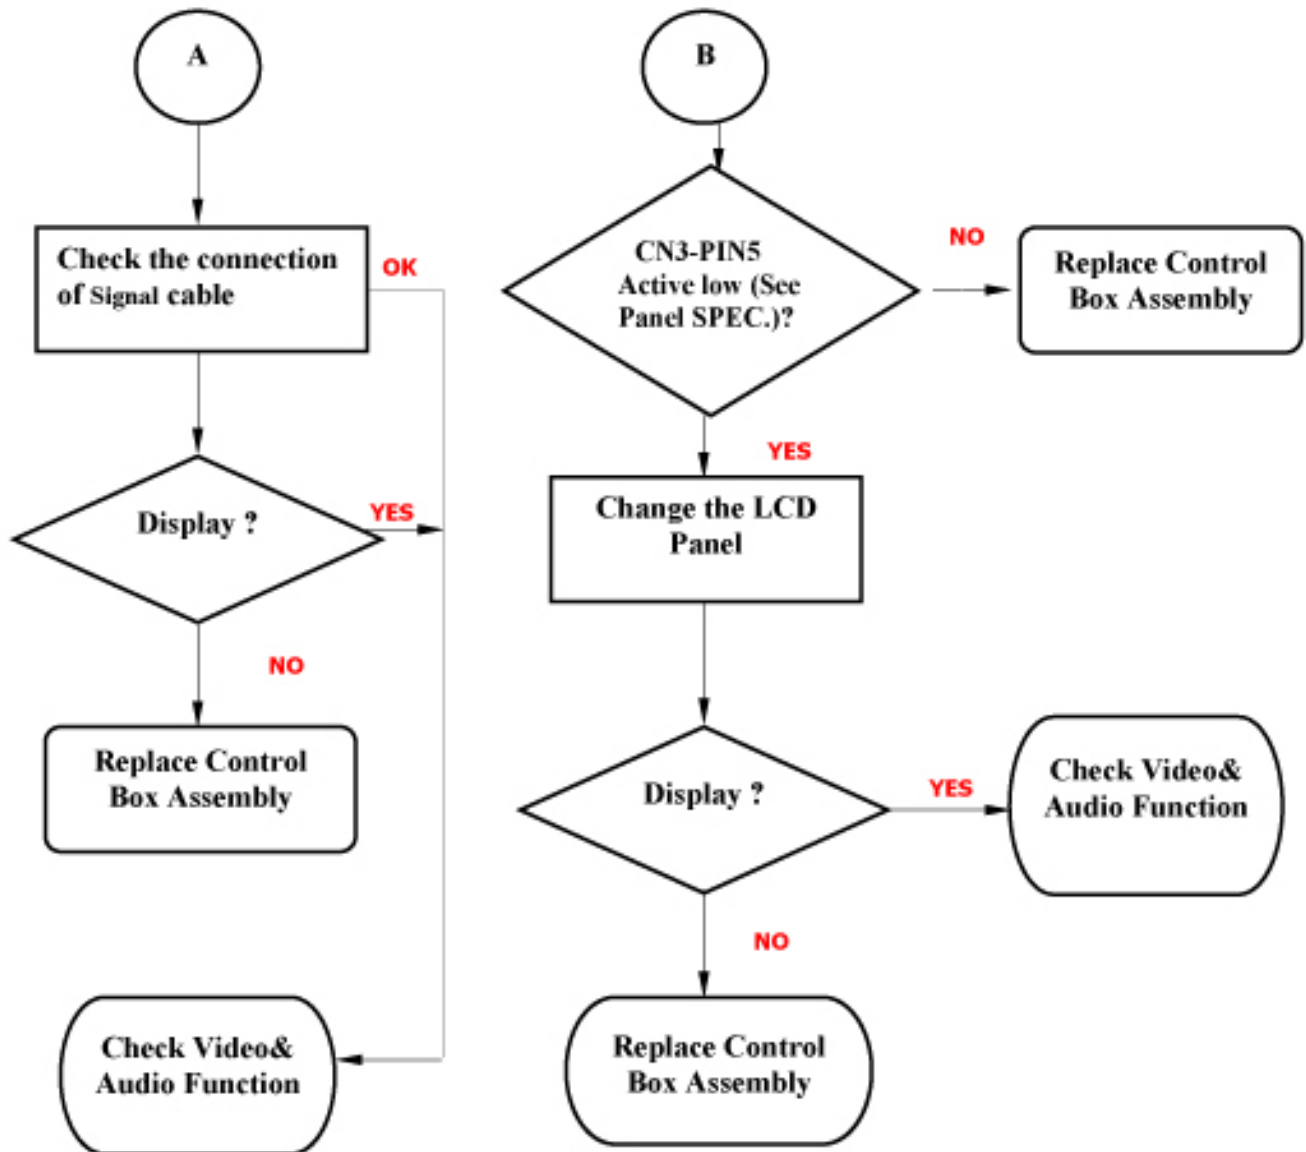 A
Check the connection
of Signal cable
OK
Display ?
YES
NO
Replace Control
Box Assembly
Check Video&
Audio Function
B
CN3-PIN5
Active low (See
Panel SPEC.)?
NO
Replace Control
Box Assembly
YES
Change the LCD
Panel
Display ?
YES
Check Video&
Audio Function
NO
Replace Control
Box Assembly